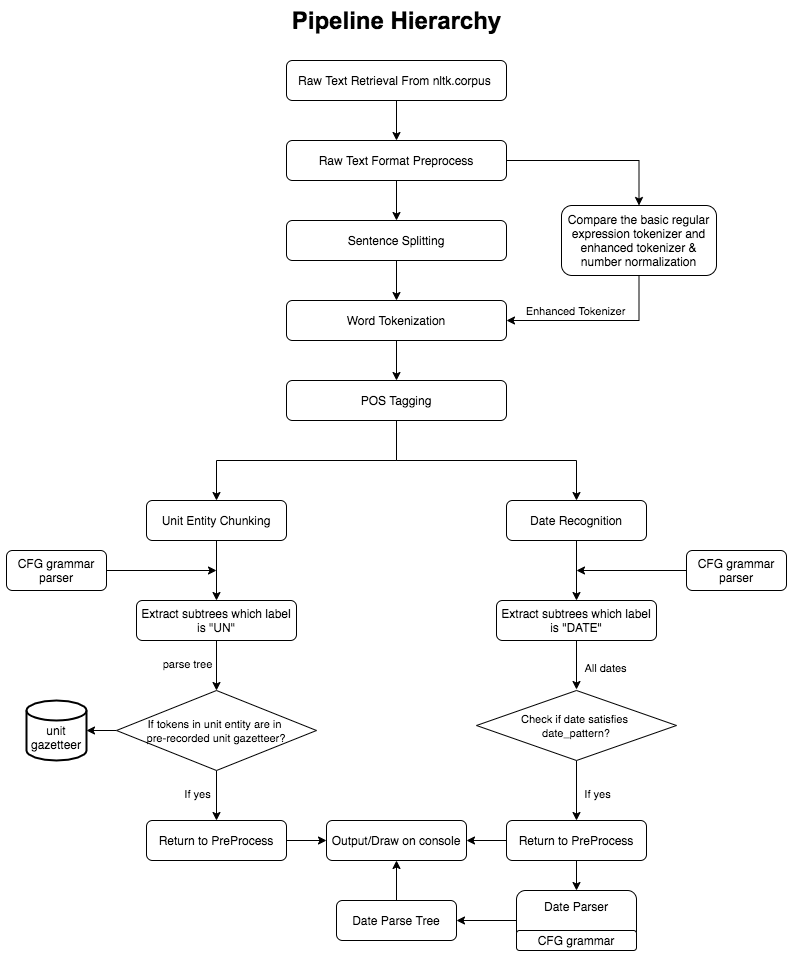 Pipeline Hierarchy
Raw Text Retrieval From nltk.corpus
Raw Text Format Preprocess
Compare the basic regular
expression tokenizer and
enhanced tokenizer &
number normalization
Sentence Splitting
Enhanced Tokenizer
Word Tokenization
POS Tagging
Unit Entity Chunking
Date Recognition
CFG grammar
parser
CFG grammar
parser
Extract subtrees which label
is "UN"
Extract subtrees which label
is "DATE"
parse tree
All dates
unit
gazetteer
If tokens in unit entity are in
pre-recorded unit gazetteer?
Check if date satisfies
date_pattern?
If yes
If yes
Return to PreProcess
Output/Draw on console
Return to PreProcess
Date Parse Tree
Date Parser
CFG grammar